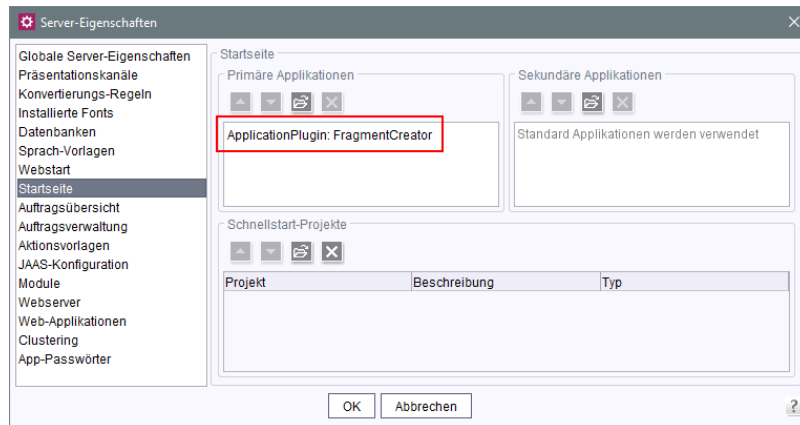 Server-Eigenschaften
Globale Server-Eigenschaften
Präsentationskanäle
Konvertierungs-Regeln
Installierte Fonts
Datenbanken
Sprach-Vorlagen
Webstart
Startseite
Auftragsübersicht
Auftragsverwaltung
Aktionsvorlagen
JAAS-Konfiguration
Module
Webserver
Web-Applikationen
Clustering
App-Passwörter
Startseite
Primäre Applikationen
ApplicationPlugin: FragmentCreator
Sekundäre Applikationen
Standard Applikationen werden verwendet
Schnellstart-Projekte
Projekt Beschreibung Typ
OK Abbrechen ?